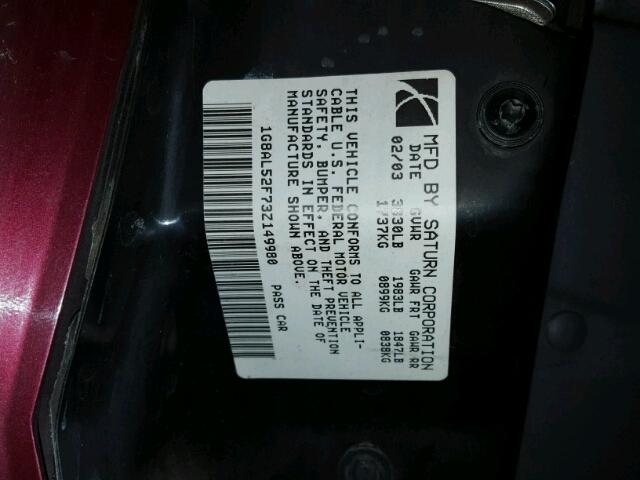 MFD BY SATURN CORPORATION
DATE GVWR GAWR FRT GAWR RR
02/03 3830LB 1983LB 1847LB
1737KG 0899KG 0838KG
THIS VEHICLE CONFORMS TO ALL APPLI-
CABLE U.S. FEDERAL MOTOR VEHICLE
SAFETY, BUMPER, AND THEFT PREVENTION
STANDARDS IN EFFECT ON THE DATE OF
MANUFACTURE SHOWN ABOVE.
1G8AL52F73Z149980 PASS CAR